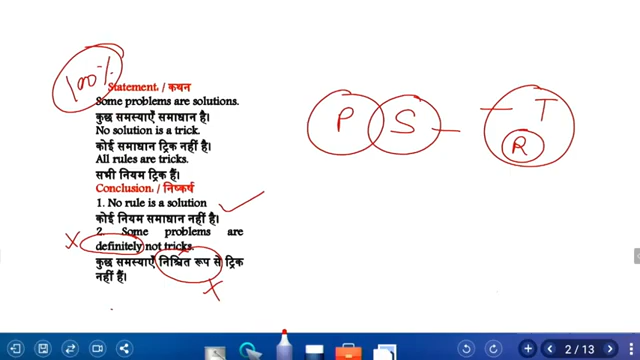 100%
Statement / कथन
Some problems are solutions.
कुछ समस्याएँ समाधान है।
No solution is a trick.
कोई समाधान ट्रिक नहीं है।
All rules are tricks.
सभी नियम ट्रिक हैं।
Conclusion / निष्कर्ष
1. No rule is a solution
कोई नियम समाधान नहीं है।
2. Some problems are
definitely not tricks.
कुछ समस्याएँ निश्चित रूप से ट्रिक
नहीं हैं।
P S T
R
2 / 13